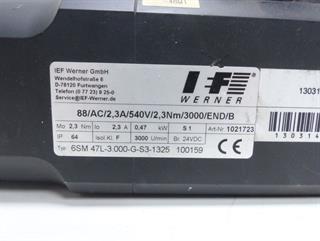 IEF Werner GmbH
Wendelhofstraße 6
D-78120 Furtwangen
Telefon (0 77 23) 9 25-0
Service@IEF-Werner.de
IEF
WERNER
88/AC/2,3A/540V/2,3Nm/3000/END/B
Mo 2,3 Nm Io 2,3 A 0,47 kW S 1 Art-Nr 1021723
IP 64 Isol.Kl. F 3000 U/min Br. 24VDC
Typ 6SM 47L-3.000-G-S3-1325 100159
13031
130314